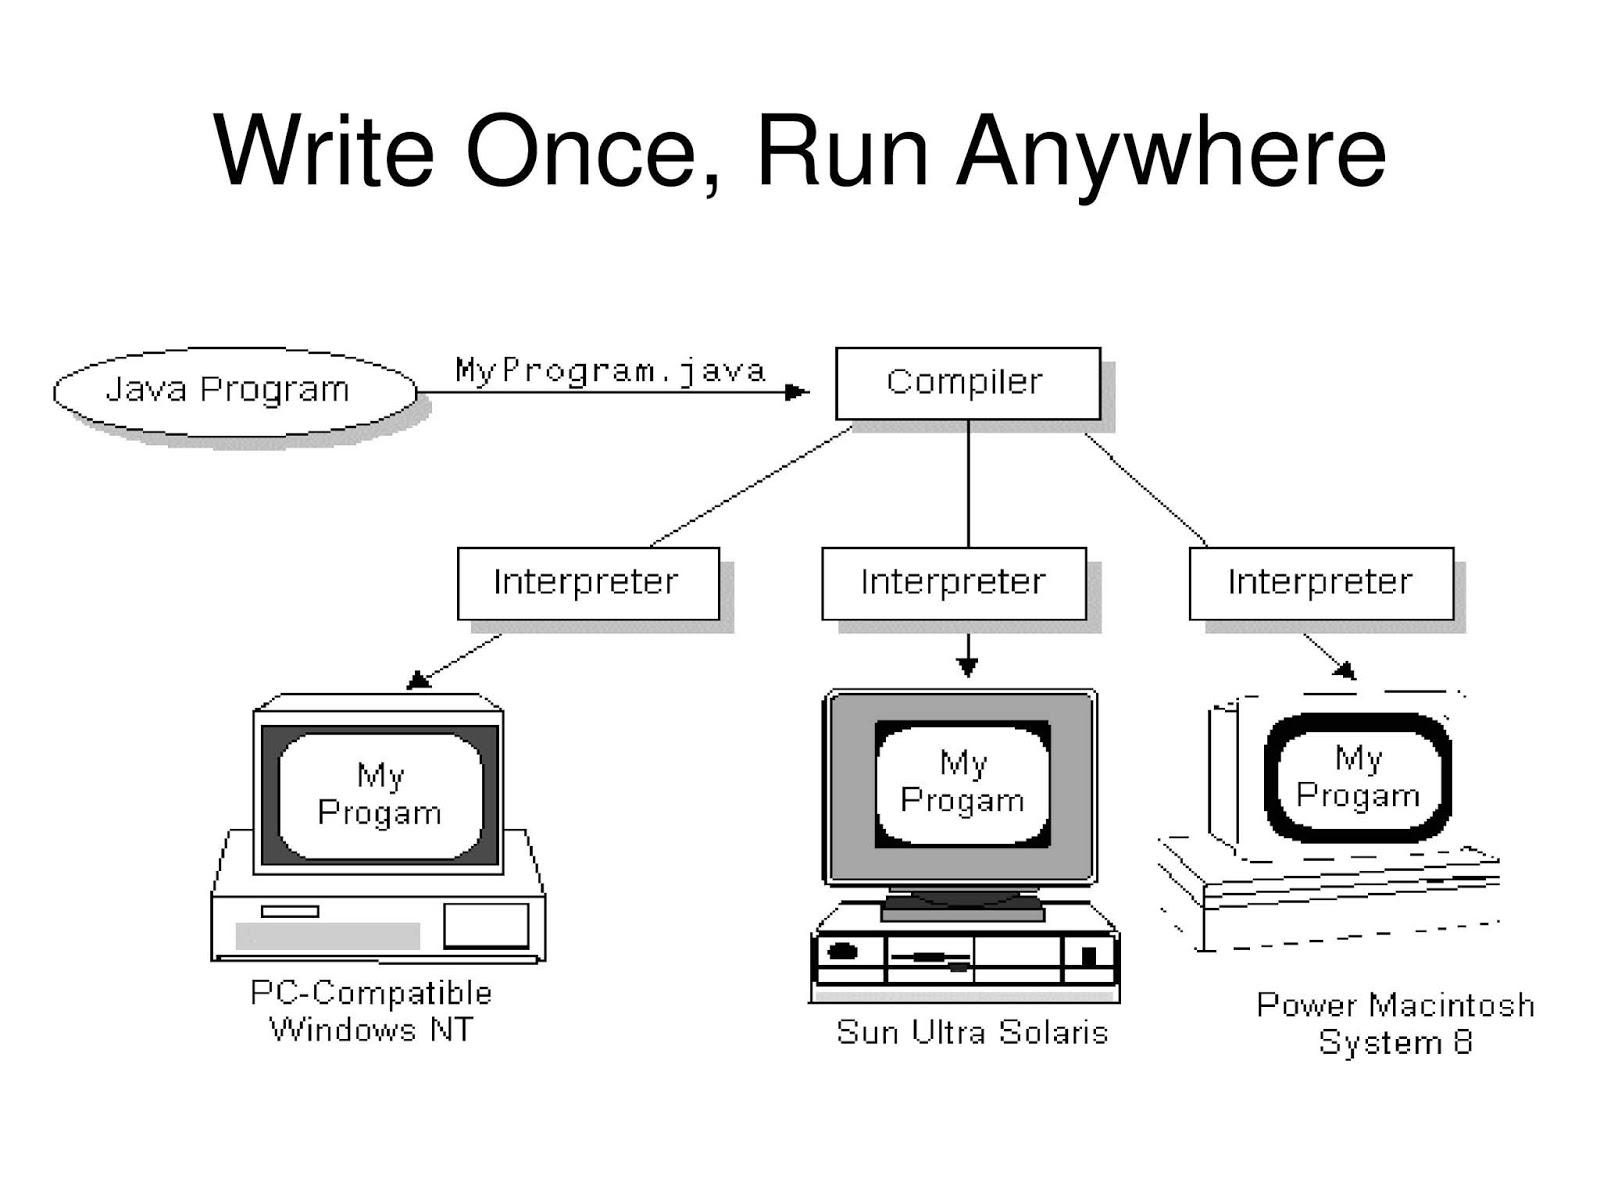 Write Once, Run Anywhere
Java Program
MyProgram.java
Compiler
Interpreter
Interpreter
Interpreter
My
Progam
My
Progam
My
Progam
PC-Compatible
Windows NT
Sun Ultra Solaris
Power Macintosh
System 8